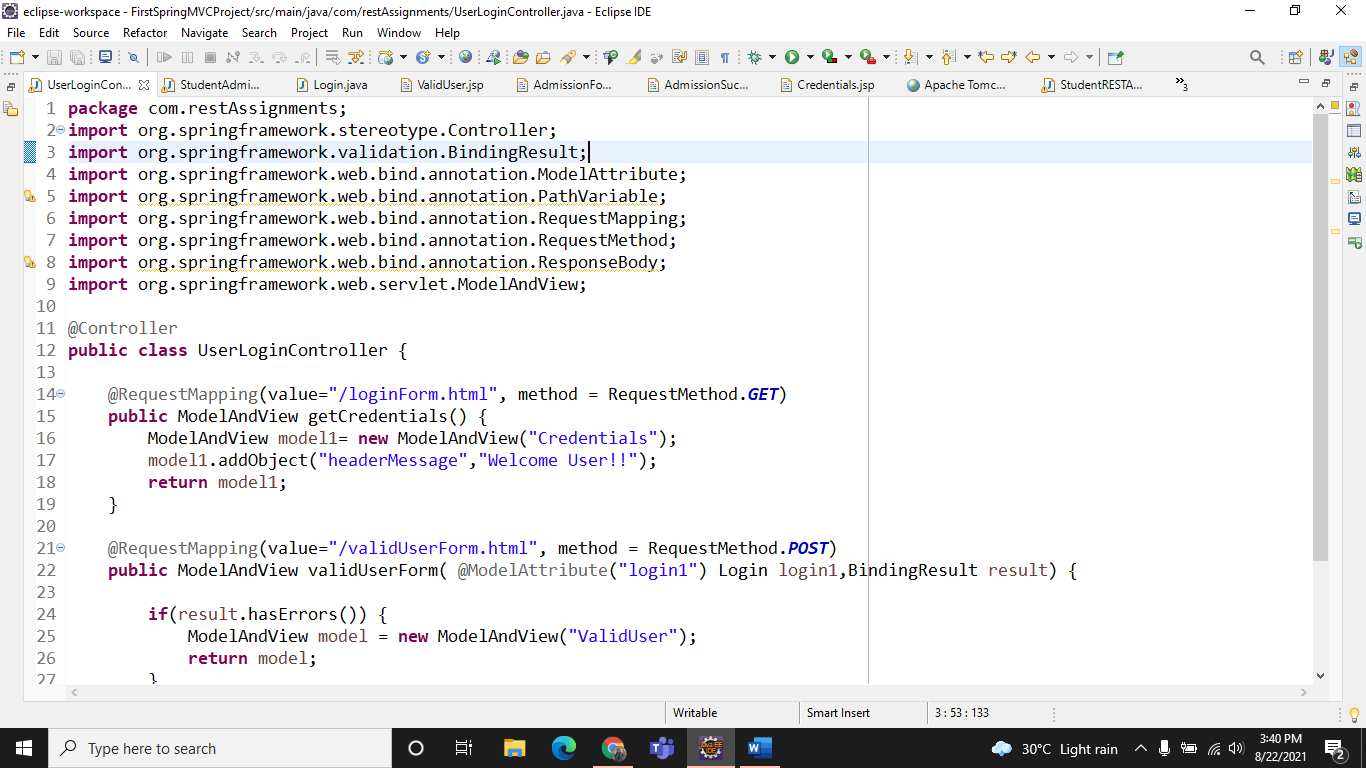 eclipse-workspace - FirstSpringMVCProject/src/main/java/com/restAssignments/UserLoginController.java - Eclipse IDE
File Edit Source Refactor Navigate Search Project Run Window Help
UserLoginCon... StudentAdmi... Login.java ValidUser.jsp AdmissionFo... AdmissionSuc... Credentials.jsp Apache Tomc... StudentRESTA... »3
1 package com.restAssignments;
2 import org.springframework.stereotype.Controller;
3 import org.springframework.validation.BindingResult;
4 import org.springframework.web.bind.annotation.ModelAttribute;
5 import org.springframework.web.bind.annotation.PathVariable;
6 import org.springframework.web.bind.annotation.RequestMapping;
7 import org.springframework.web.bind.annotation.RequestMethod;
8 import org.springframework.web.bind.annotation.ResponseBody;
9 import org.springframework.web.servlet.ModelAndView;
10
11 @Controller
12 public class UserLoginController {
13
14     @RequestMapping(value="/loginForm.html", method = RequestMethod.GET)
15     public ModelAndView getCredentials() {
16         ModelAndView model1= new ModelAndView("Credentials");
17         model1.addObject("headerMessage","Welcome User!!");
18         return model1;
19     }
20
21     @RequestMapping(value="/validUserForm.html", method = RequestMethod.POST)
22     public ModelAndView validUserForm( @ModelAttribute("login1") Login login1,BindingResult result) {
23
24         if(result.hasErrors()) {
25             ModelAndView model = new ModelAndView("ValidUser");
26             return model;
27         }
Writable Smart Insert 3 : 53 : 133
Type here to search 30°C Light rain 3:40 PM
8/22/2021 2